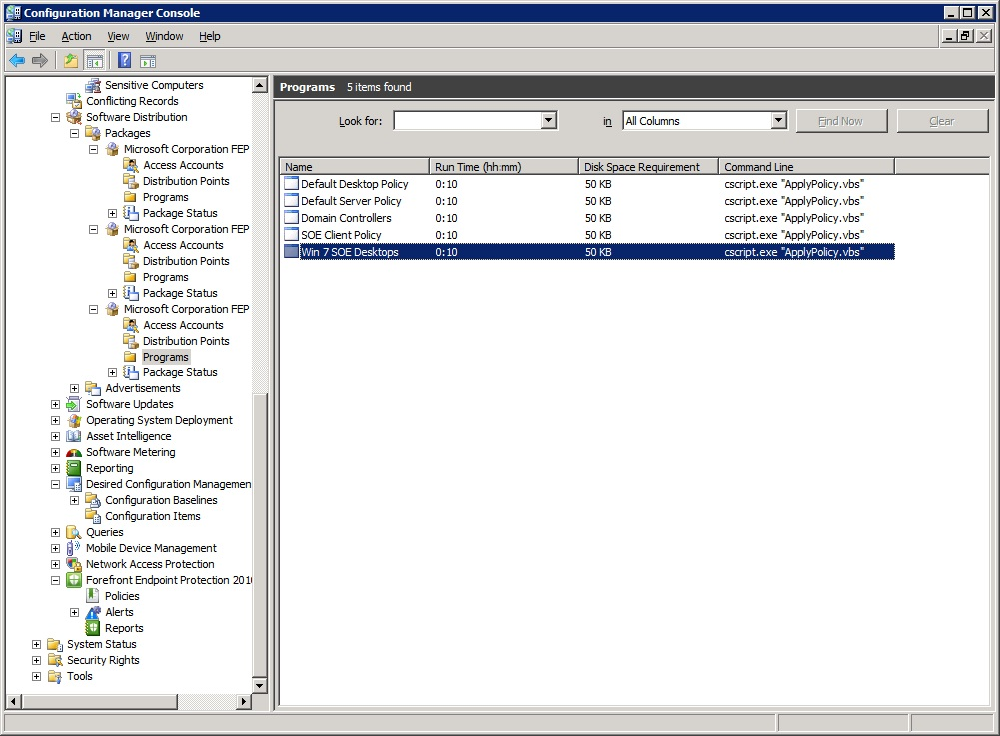 Configuration Manager Console
File Action View Window Help
Sensitive Computers
Conflicting Records
Software Distribution
Packages
Microsoft Corporation FEP
Access Accounts
Distribution Points
Programs
Package Status
Microsoft Corporation FEP
Access Accounts
Distribution Points
Programs
Package Status
Microsoft Corporation FEP
Access Accounts
Distribution Points
Programs
Package Status
Advertisements
Software Updates
Operating System Deployment
Asset Intelligence
Software Metering
Reporting
Desired Configuration Managemen
Configuration Baselines
Configuration Items
Queries
Mobile Device Management
Network Access Protection
Forefront Endpoint Protection 201
Policies
Alerts
Reports
System Status
Security Rights
Tools
Programs 5 items found
Look for: in All Columns Find Now Clear
Name Run Time (hh:mm) Disk Space Requirement Command Line
Default Desktop Policy 0:10 50 KB cscript.exe "ApplyPolicy.vbs"
Default Server Policy 0:10 50 KB cscript.exe "ApplyPolicy.vbs"
Domain Controllers 0:10 50 KB cscript.exe "ApplyPolicy.vbs"
SOE Client Policy 0:10 50 KB cscript.exe "ApplyPolicy.vbs"
Win 7 SOE Desktops 0:10 50 KB cscript.exe "ApplyPolicy.vbs"